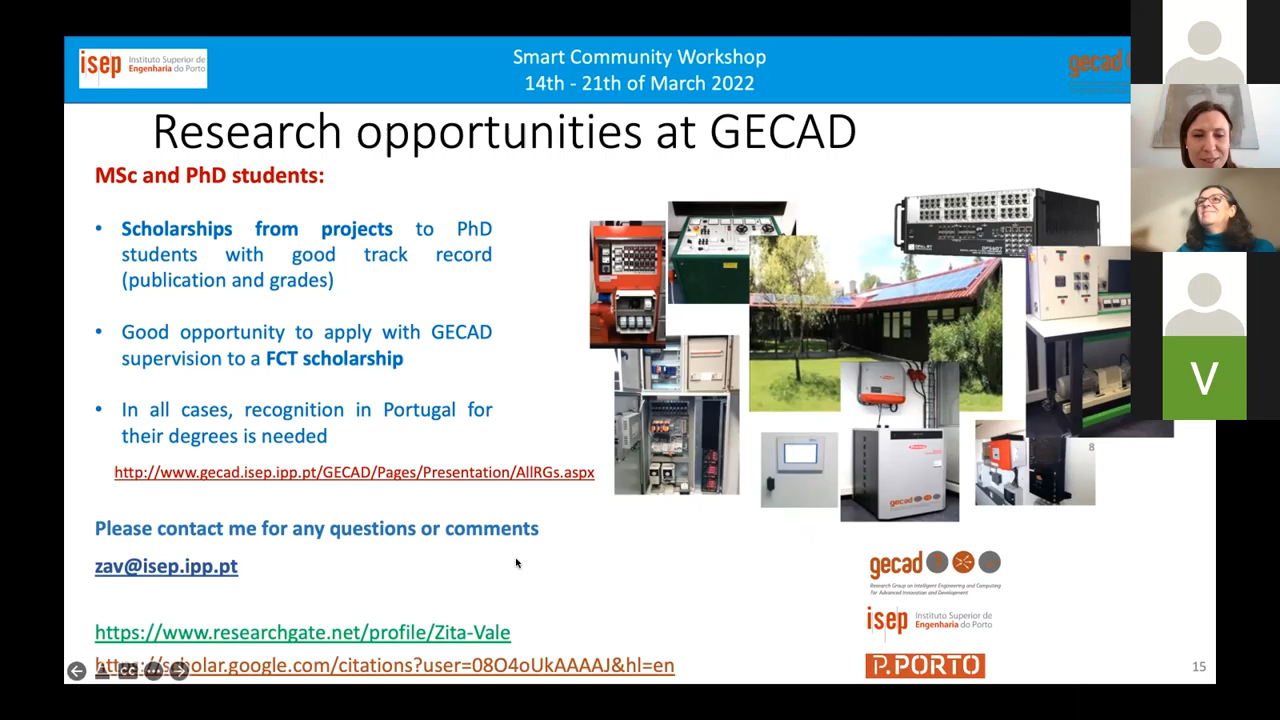 isep Instituto Superior de
Engenharia do Porto
Smart Community Workshop
14th - 21th of March 2022
gecad
Research opportunities at GECAD
MSc and PhD students:
• Scholarships from projects to PhD
students with good track record
(publication and grades)
• Good opportunity to apply with GECAD
supervision to a FCT scholarship
• In all cases, recognition in Portugal for
their degrees is needed
http://www.gecad.isep.ipp.pt/GECAD/Pages/Presentation/AllRGs.aspx
Please contact me for any questions or comments
zav@isep.ipp.pt
https://www.researchgate.net/profile/Zita-Vale
https://scholar.google.com/citations?user=08O4oUkAAAAJ&hl=en
8
gecad
gecad
Research Group on Intelligent Engineering and Computing
for Advanced Innovation and Development
isep Instituto Superior de
Engenharia do Porto
P.PORTO
15
V
CC